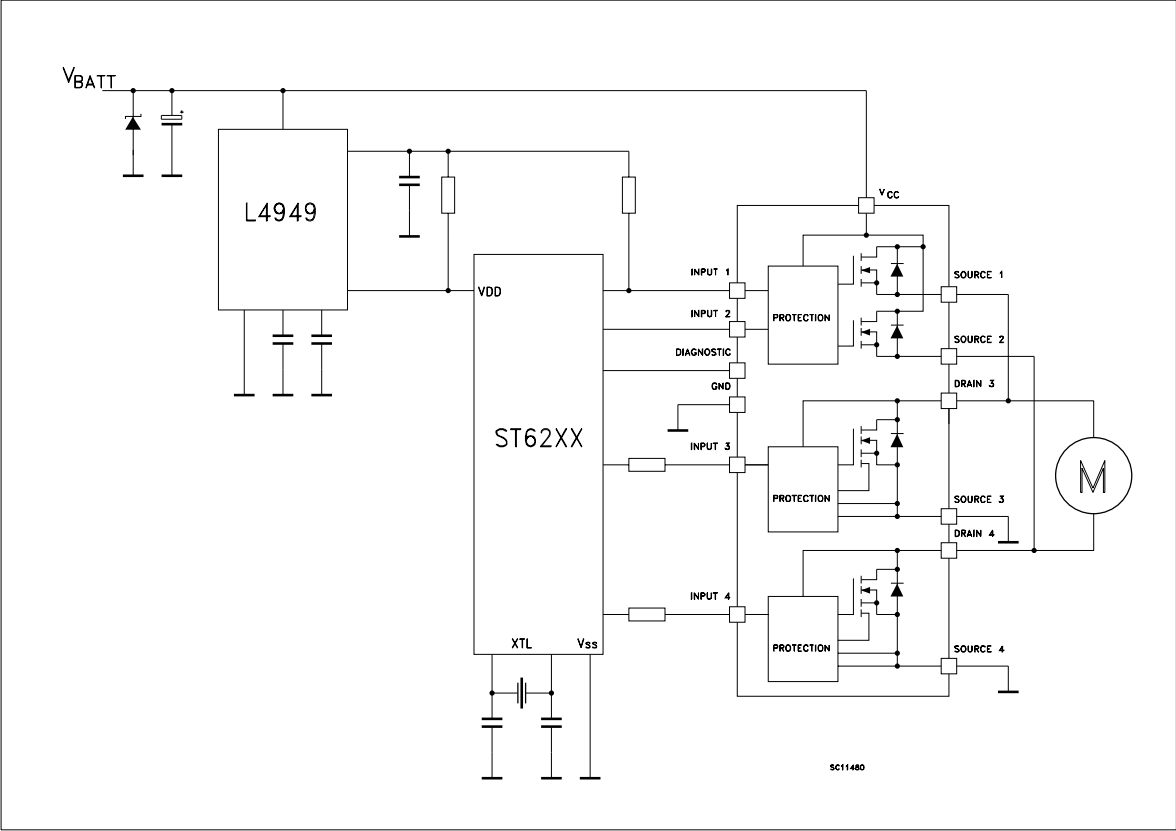 VBATT
L4949
VCC
INPUT 1
SOURCE 1
VDD
INPUT 2
PROTECTION
SOURCE 2
DIAGNOSTIC
GND
DRAIN 3
ST62XX
INPUT 3
M
PROTECTION
SOURCE 3
DRAIN 4
INPUT 4
XTL
Vss
PROTECTION
SOURCE 4
SC11480